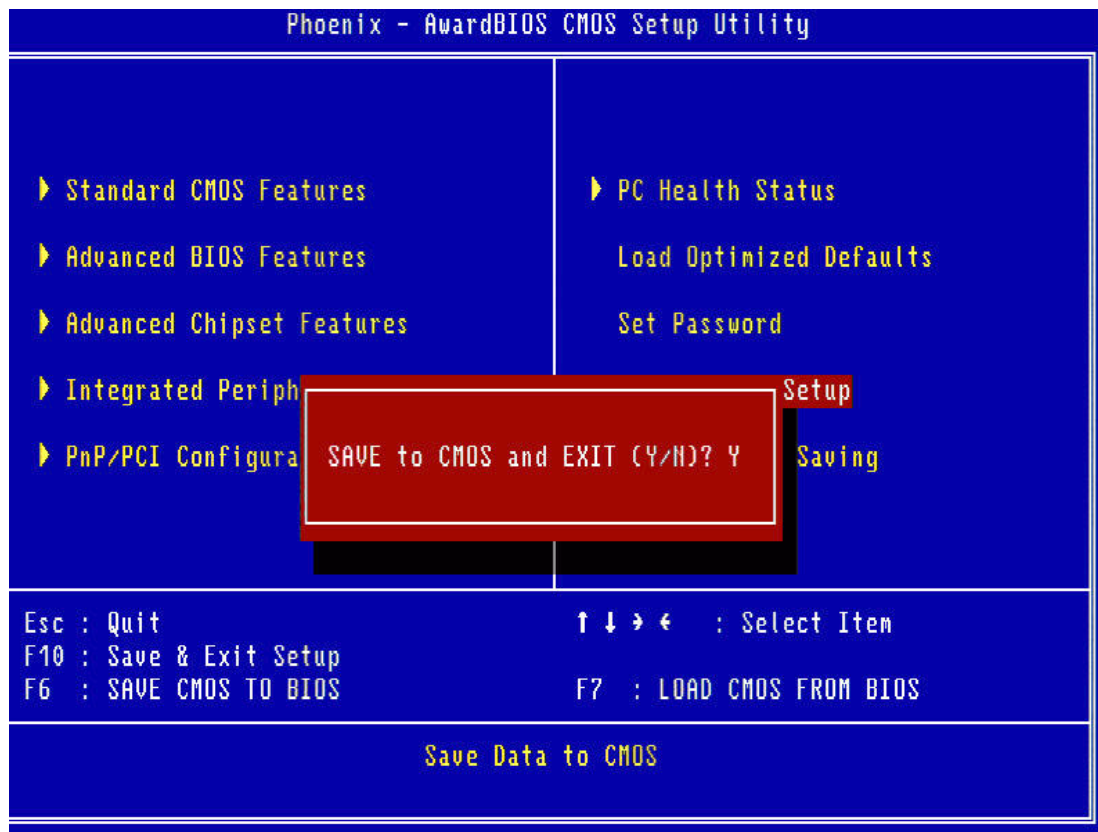 Phoenix - AwardBIOS CMOS Setup Utility
Standard CMOS Features
Advanced BIOS Features
Advanced Chipset Features
Integrated Periph
PnP/PCI Configura
PC Health Status
Load Optimized Defaults
Set Password
Setup
Saving
SAVE to CMOS and EXIT (Y/N)? Y
Esc : Quit
F10 : Save & Exit Setup
F6 : SAVE CMOS TO BIOS
↑ ↓ → ← : Select Item
F7 : LOAD CMOS FROM BIOS
Save Data to CMOS